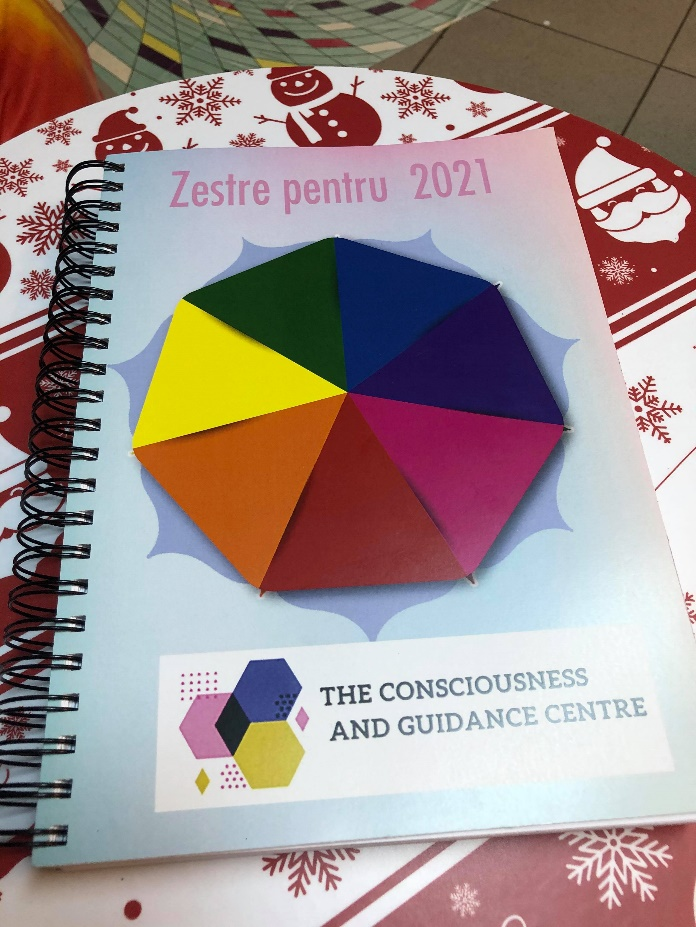 Zestre pentru 2021
THE CONSCIOUSNESS
AND GUIDANCE CENTRE